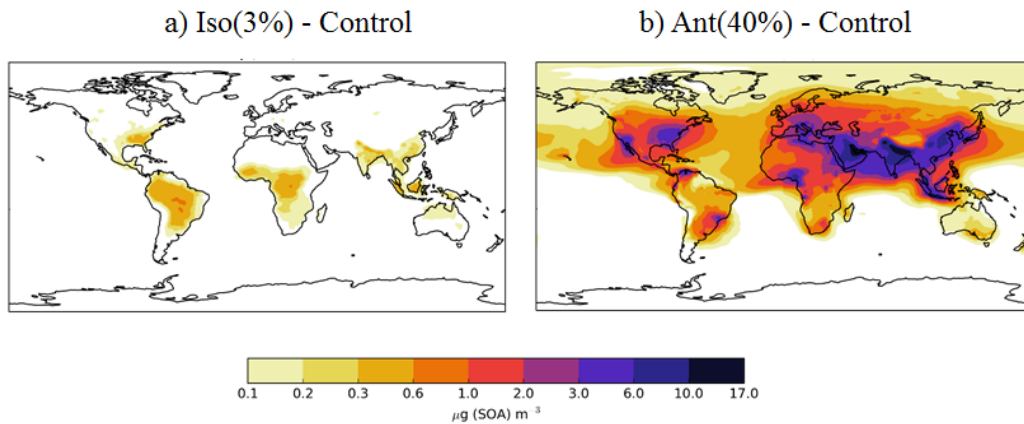 a) Iso(3%) - Control
b) Ant(40%) - Control
0.1 0.2 0.3 0.6 1.0 2.0 3.0 6.0 10.0 17.0
μg (SOA) m⁻³